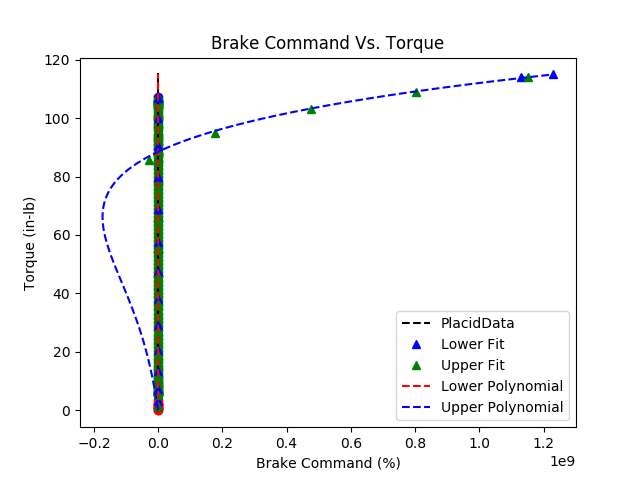 Brake Command Vs. Torque
Torque (in-lb)
120
100
80
60
40
20
0
PlacidData
Lower Fit
Upper Fit
Lower Polynomial
Upper Polynomial
−0.2 0.0 0.2 0.4 0.6 0.8 1.0 1.2
1e9
Brake Command (%)